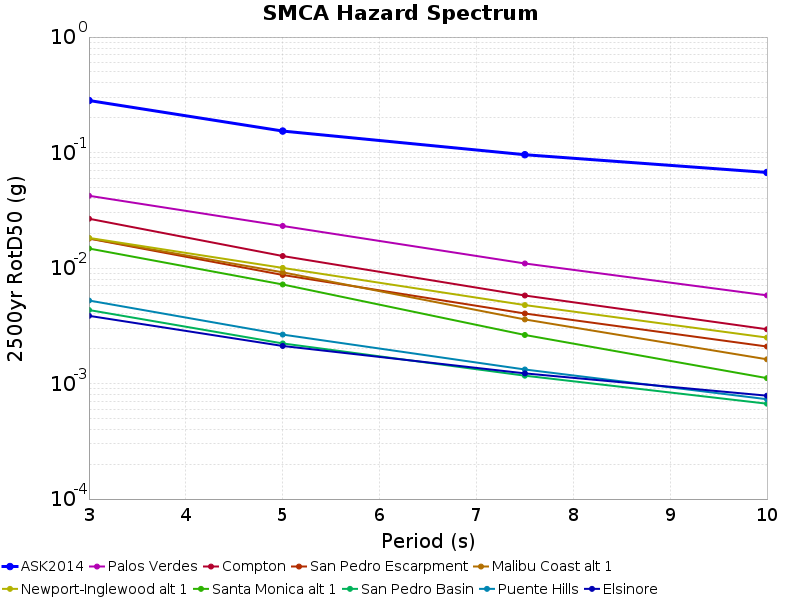 SMCA Hazard Spectrum
2500yr RotD50 (g)
10^0
10^-1
10^-2
10^-3
10^-4
3 4 5 6 7 8 9 10
Period (s)
ASK2014 Palos Verdes Compton San Pedro Escarpment Malibu Coast alt 1
Newport-Inglewood alt 1 Santa Monica alt 1 San Pedro Basin Puente Hills Elsinore